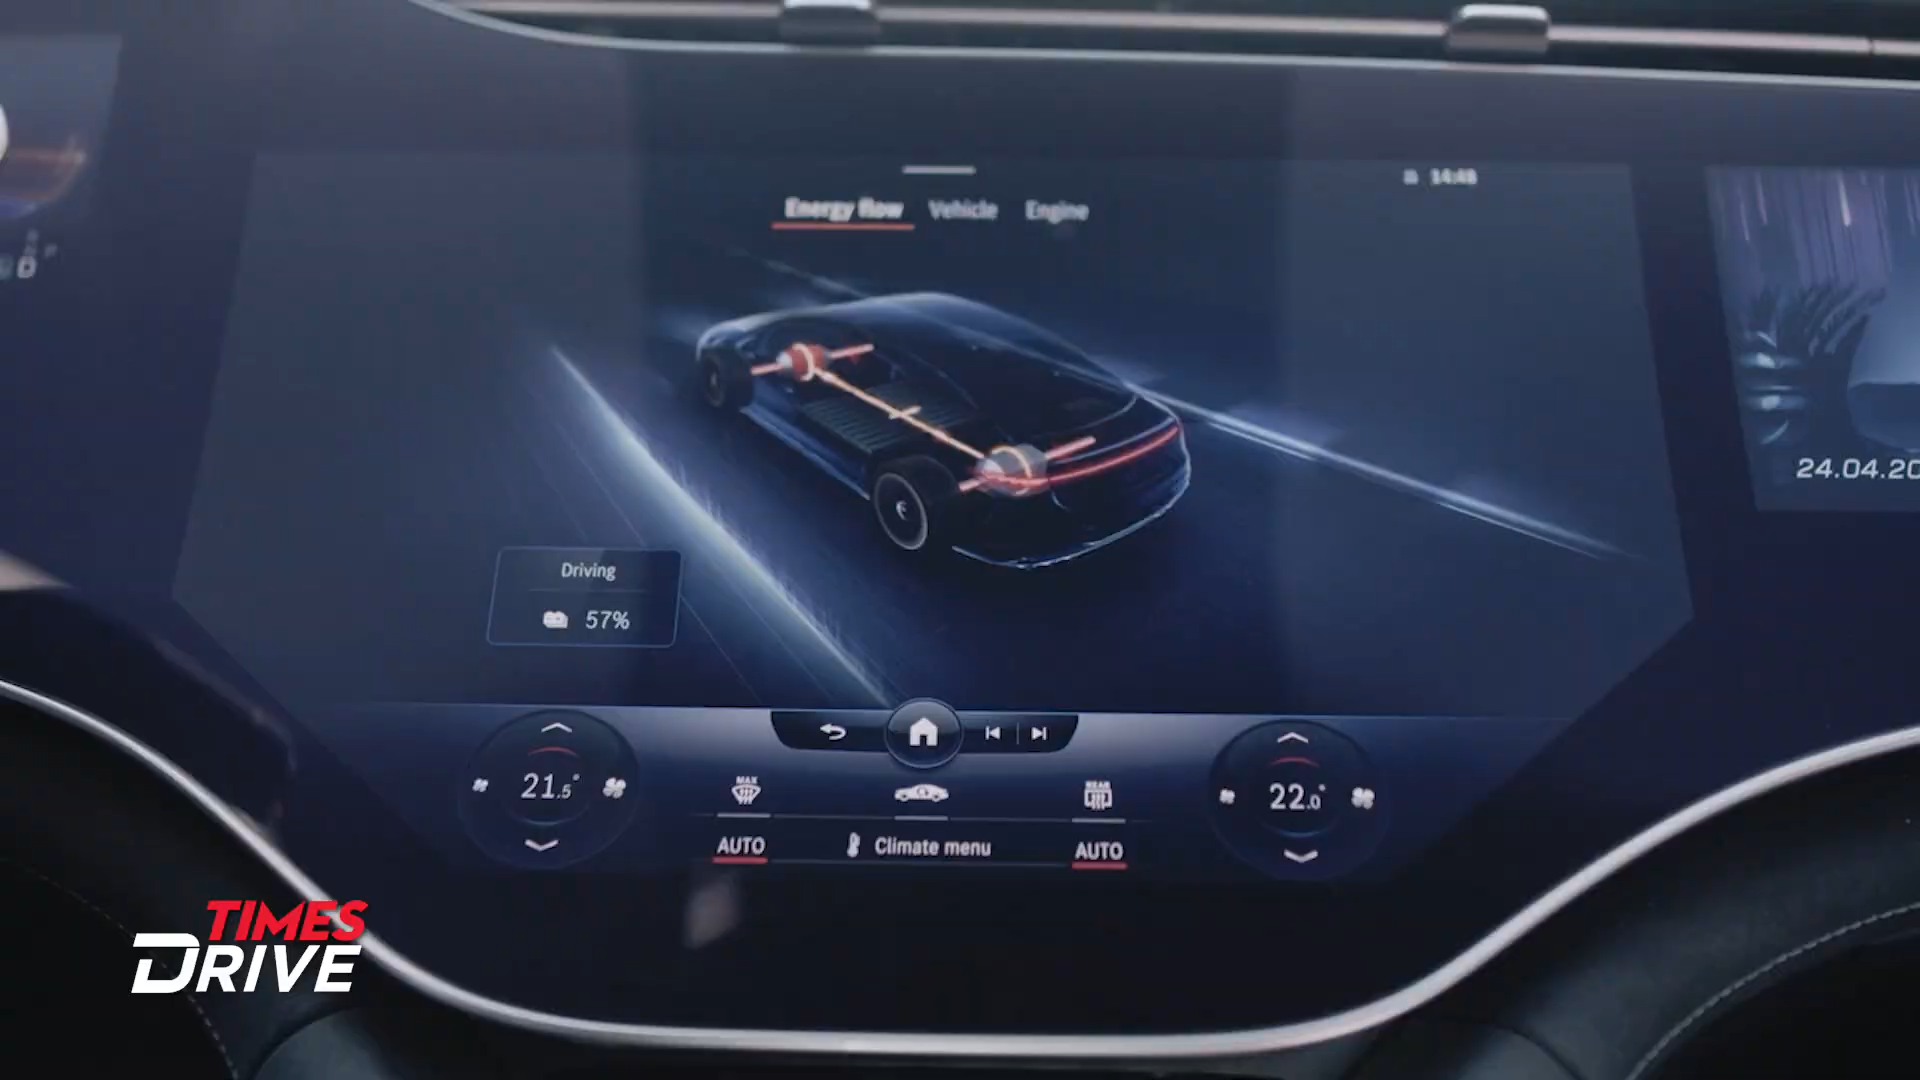 14:48
Energy flow Vehicle Engine
D
24.04.20
Driving
57%
21.5°
22.0°
MAX
REAR
AUTO
Climate menu
AUTO
TIMES
DRIVE